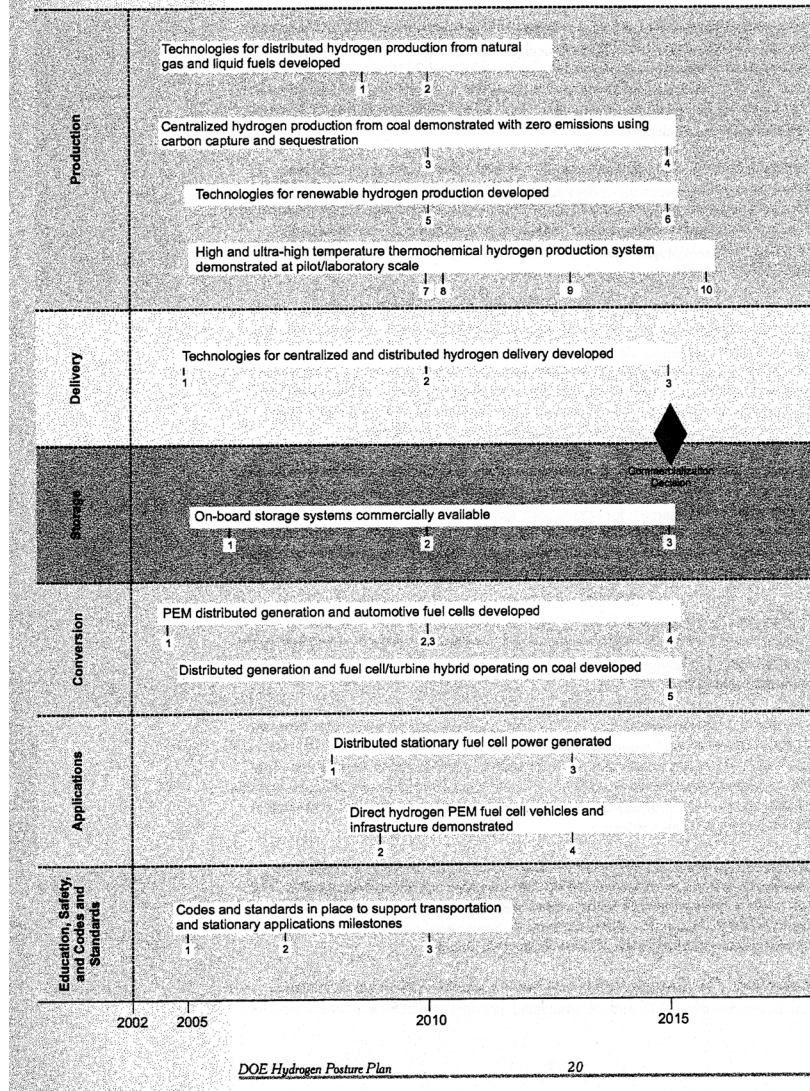 Production
Technologies for distributed hydrogen production from natural
gas and liquid fuels developed
1 2
Centralized hydrogen production from coal demonstrated with zero emissions using
carbon capture and sequestration
3 4
Technologies for renewable hydrogen production developed
5 6
High and ultra-high temperature thermochemical hydrogen production system
demonstrated at pilot/laboratory scale
7 8 9 10
Delivery
Technologies for centralized and distributed hydrogen delivery developed
1 2 3
Commercialization
Decision
Storage
On-board storage systems commercially available
1 2 3
Conversion
PEM distributed generation and automotive fuel cells developed
1 2,3 4
Distributed generation and fuel cell/turbine hybrid operating on coal developed
5
Applications
Distributed stationary fuel cell power generated
1 3
Direct hydrogen PEM fuel cell vehicles and
infrastructure demonstrated
2 4
Education, Safety,
and Codes and
Standards
Codes and standards in place to support transportation
and stationary applications milestones
1 2 3
2002 2005 2010 2015
DOE Hydrogen Posture Plan 20